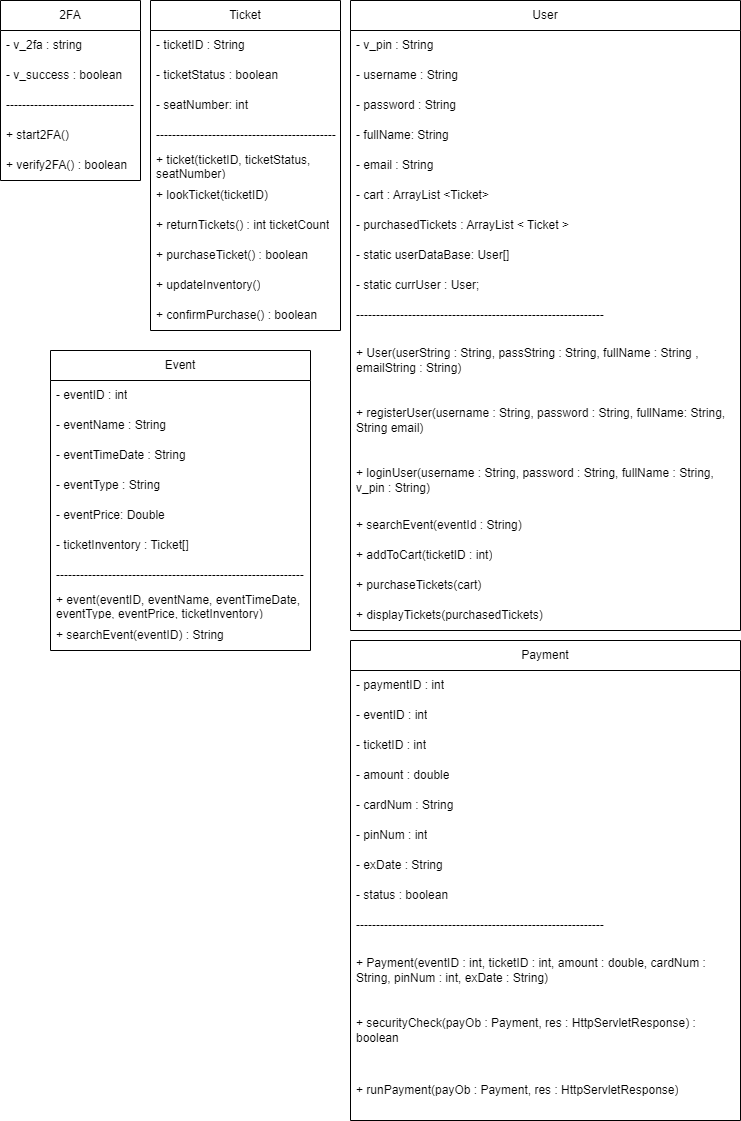 2FA
- v_2fa : string
- v_success : boolean
--------------------------------
+ start2FA()
+ verify2FA() : boolean
Ticket
- ticketID : String
- ticketStatus : boolean
- seatNumber: int
---------------------------------------------
+ ticket(ticketID, ticketStatus,
seatNumber)
+ lookTicket(ticketID)
+ returnTickets() : int ticketCount
+ purchaseTicket() : boolean
+ updateInventory()
+ confirmPurchase() : boolean
User
- v_pin : String
- username : String
- password : String
- fullName: String
- email : String
- cart : ArrayList <Ticket>
- purchasedTickets : ArrayList < Ticket >
- static userDataBase: User[]
- static currUser : User;
--------------------------------------------------------------
+ User(userString : String, passString : String, fullName : String ,
emailString : String)
+ registerUser(username : String, password : String, fullName: String,
String email)
+ loginUser(username : String, password : String, fullName : String,
v_pin : String)
+ searchEvent(eventId : String)
+ addToCart(ticketID : int)
+ purchaseTickets(cart)
+ displayTickets(purchasedTickets)
Event
- eventID : int
- eventName : String
- eventTimeDate : String
- eventType : String
- eventPrice: Double
- ticketInventory : Ticket[]
--------------------------------------------------------------
+ event(eventID, eventName, eventTimeDate,
eventType, eventPrice, ticketInventory)
+ searchEvent(eventID) : String
Payment
- paymentID : int
- eventID : int
- ticketID : int
- amount : double
- cardNum : String
- pinNum : int
- exDate : String
- status : boolean
--------------------------------------------------------------
+ Payment(eventID : int, ticketID : int, amount : double, cardNum :
String, pinNum : int, exDate : String)
+ securityCheck(payOb : Payment, res : HttpServletResponse) :
boolean
+ runPayment(payOb : Payment, res : HttpServletResponse)